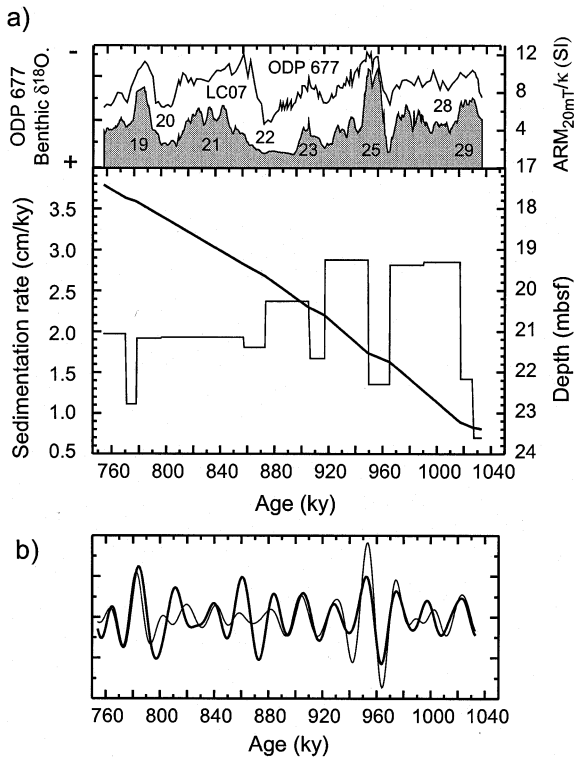 a)
ODP 677
Benthic δ18O.
-
+
ODP 677
LC07
19
20
21
22
23
25
28
29
12
8
4
17
ARM20mT/κ (SI)
Sedimentation rate (cm/ky)
3.5
3.0
2.5
2.0
1.5
1.0
0.5
18
19
20
21
22
23
24
Depth (mbsf)
760 800 840 880 920 960 1000 1040
Age (ky)
b)
760 800 840 880 920 960 1000 1040
Age (ky)